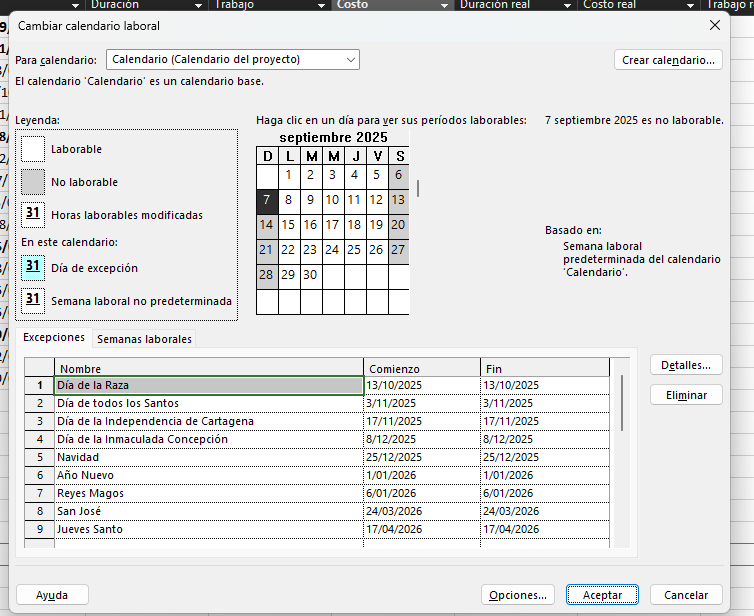 Duración Trabajo Costo Duración real Costo real Trabajo r
Cambiar calendario laboral
Para calendario: Calendario (Calendario del proyecto) Crear calendario...
El calendario 'Calendario' es un calendario base.
Leyenda: Haga clic en un día para ver sus períodos laborables: 7 septiembre 2025 es no laborable.
Laborable
No laborable
31 Horas laborables modificadas
En este calendario:
31 Día de excepción
31 Semana laboral no predeterminada
septiembre 2025
D L M M J V S
1 2 3 4 5 6
7 8 9 10 11 12 13
14 15 16 17 18 19 20
21 22 23 24 25 26 27
28 29 30
Basado en:
Semana laboral
predeterminada del calendario
'Calendario'.
Excepciones Semanas laborales
Nombre Comienzo Fin
1 Día de la Raza 13/10/2025 13/10/2025
2 Día de todos los Santos 3/11/2025 3/11/2025
3 Día de la Independencia de Cartagena 17/11/2025 17/11/2025
4 Día de la Inmaculada Concepción 8/12/2025 8/12/2025
5 Navidad 25/12/2025 25/12/2025
6 Año Nuevo 1/01/2026 1/01/2026
7 Reyes Magos 6/01/2026 6/01/2026
8 San José 24/03/2026 24/03/2026
9 Jueves Santo 17/04/2026 17/04/2026
Detalles...
Eliminar
Ayuda Opciones... Aceptar Cancelar